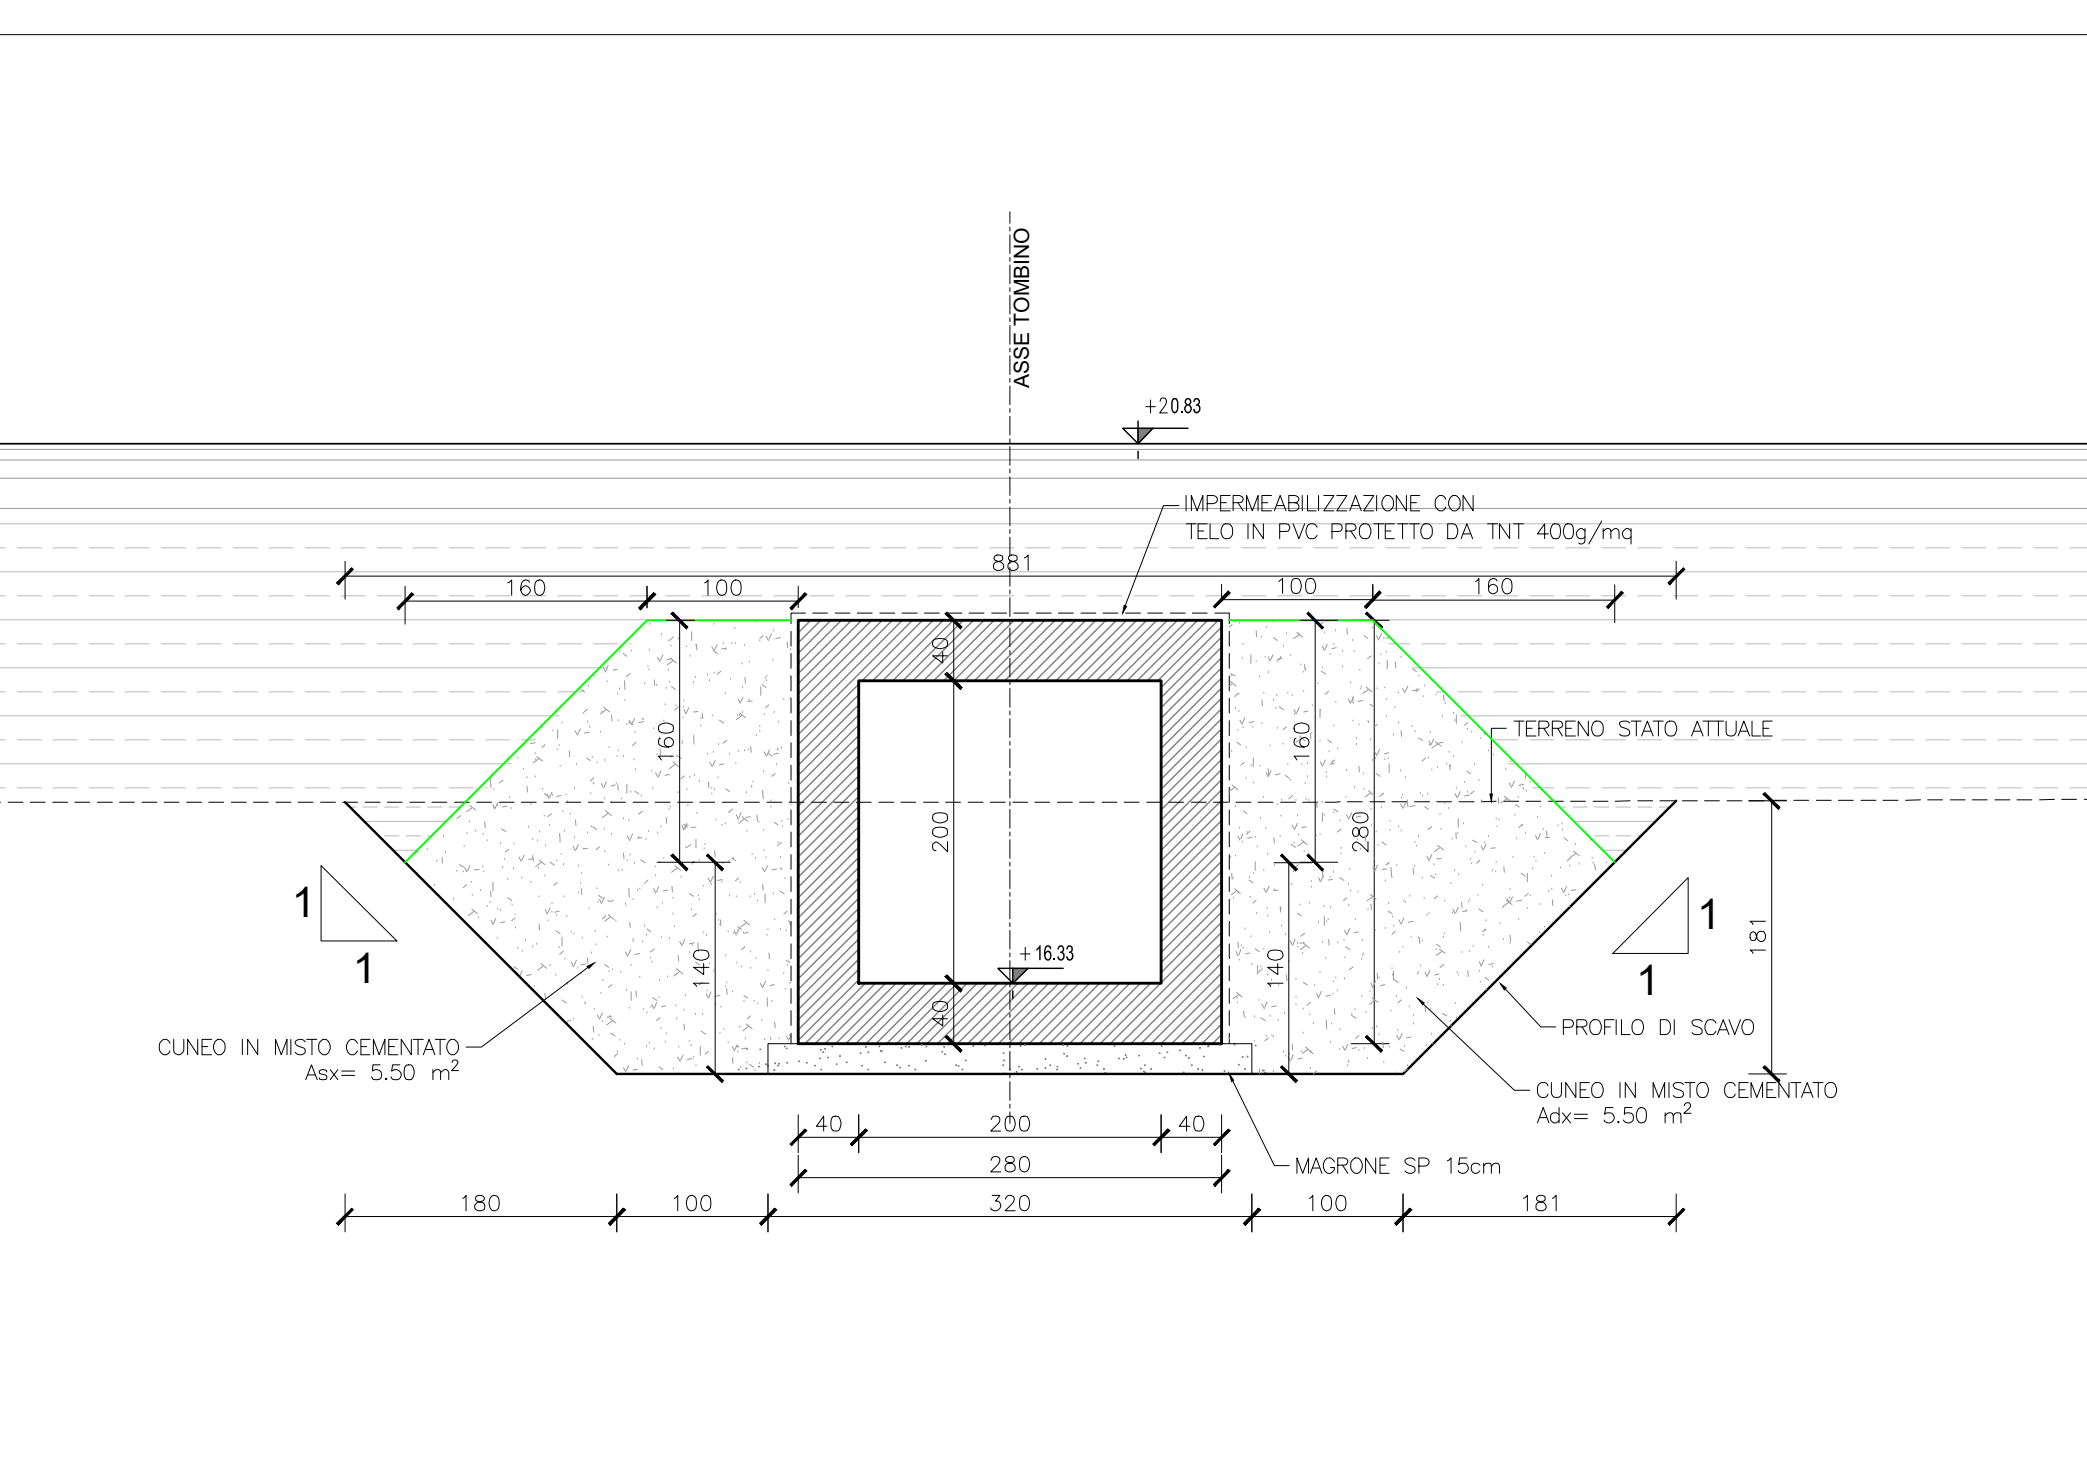 ASSE TOMBINO
+20.83
IMPERMEABILIZZAZIONE CON
TELO IN PVC PROTETTO DA TNT 400g/mq
881
160
100
100
160
40
160
160
TERRENO STATO ATTUALE
200
280
1
1
1
1
181
140
+16.33
140
40
CUNEO IN MISTO CEMENTATO
Asx= 5.50 m²
PROFILO DI SCAVO
CUNEO IN MISTO CEMENTATO
Adx= 5.50 m²
40
200
40
280
MAGRONE SP 15cm
180
100
320
100
181